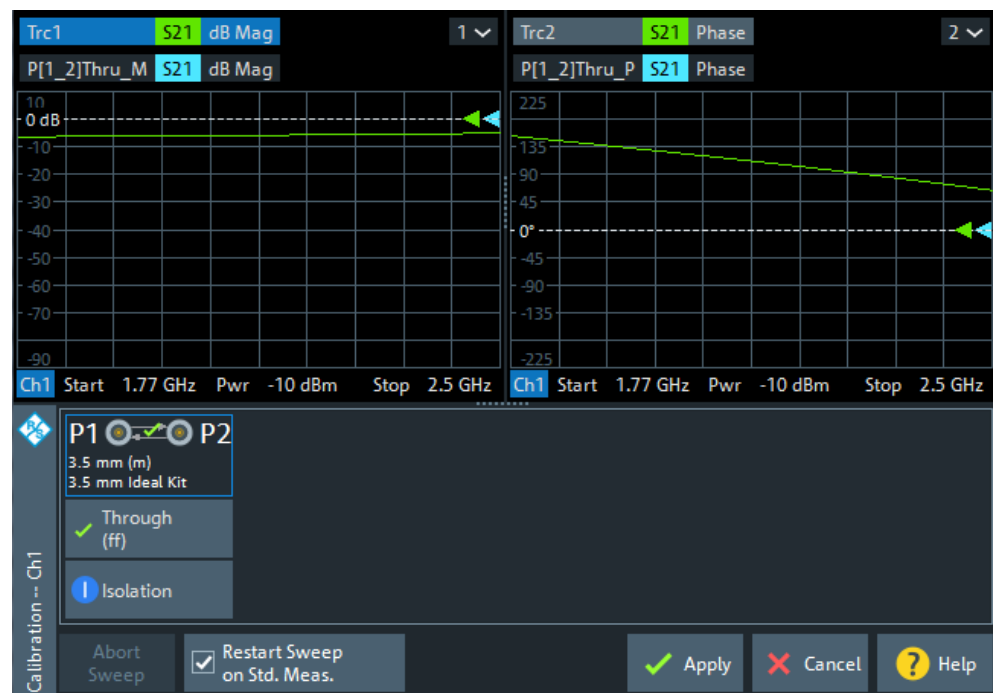 Trc1 S21 dB Mag 1
P[1_2]Thru_M S21 dB Mag
10
0 dB
-10
-20
-30
-40
-50
-60
-70
-90
Ch1 Start 1.77 GHz Pwr -10 dBm Stop 2.5 GHz
Trc2 S21 Phase 2
P[1_2]Thru_P S21 Phase
225
135
90
45
0°
-45
-90
-135
-225
Ch1 Start 1.77 GHz Pwr -10 dBm Stop 2.5 GHz
R&S
Calibration -- Ch1
P1 P2
3.5 mm (m)
3.5 mm Ideal Kit
Through
(ff)
Isolation
Abort
Sweep
Restart Sweep
on Std. Meas.
Apply
Cancel
? Help